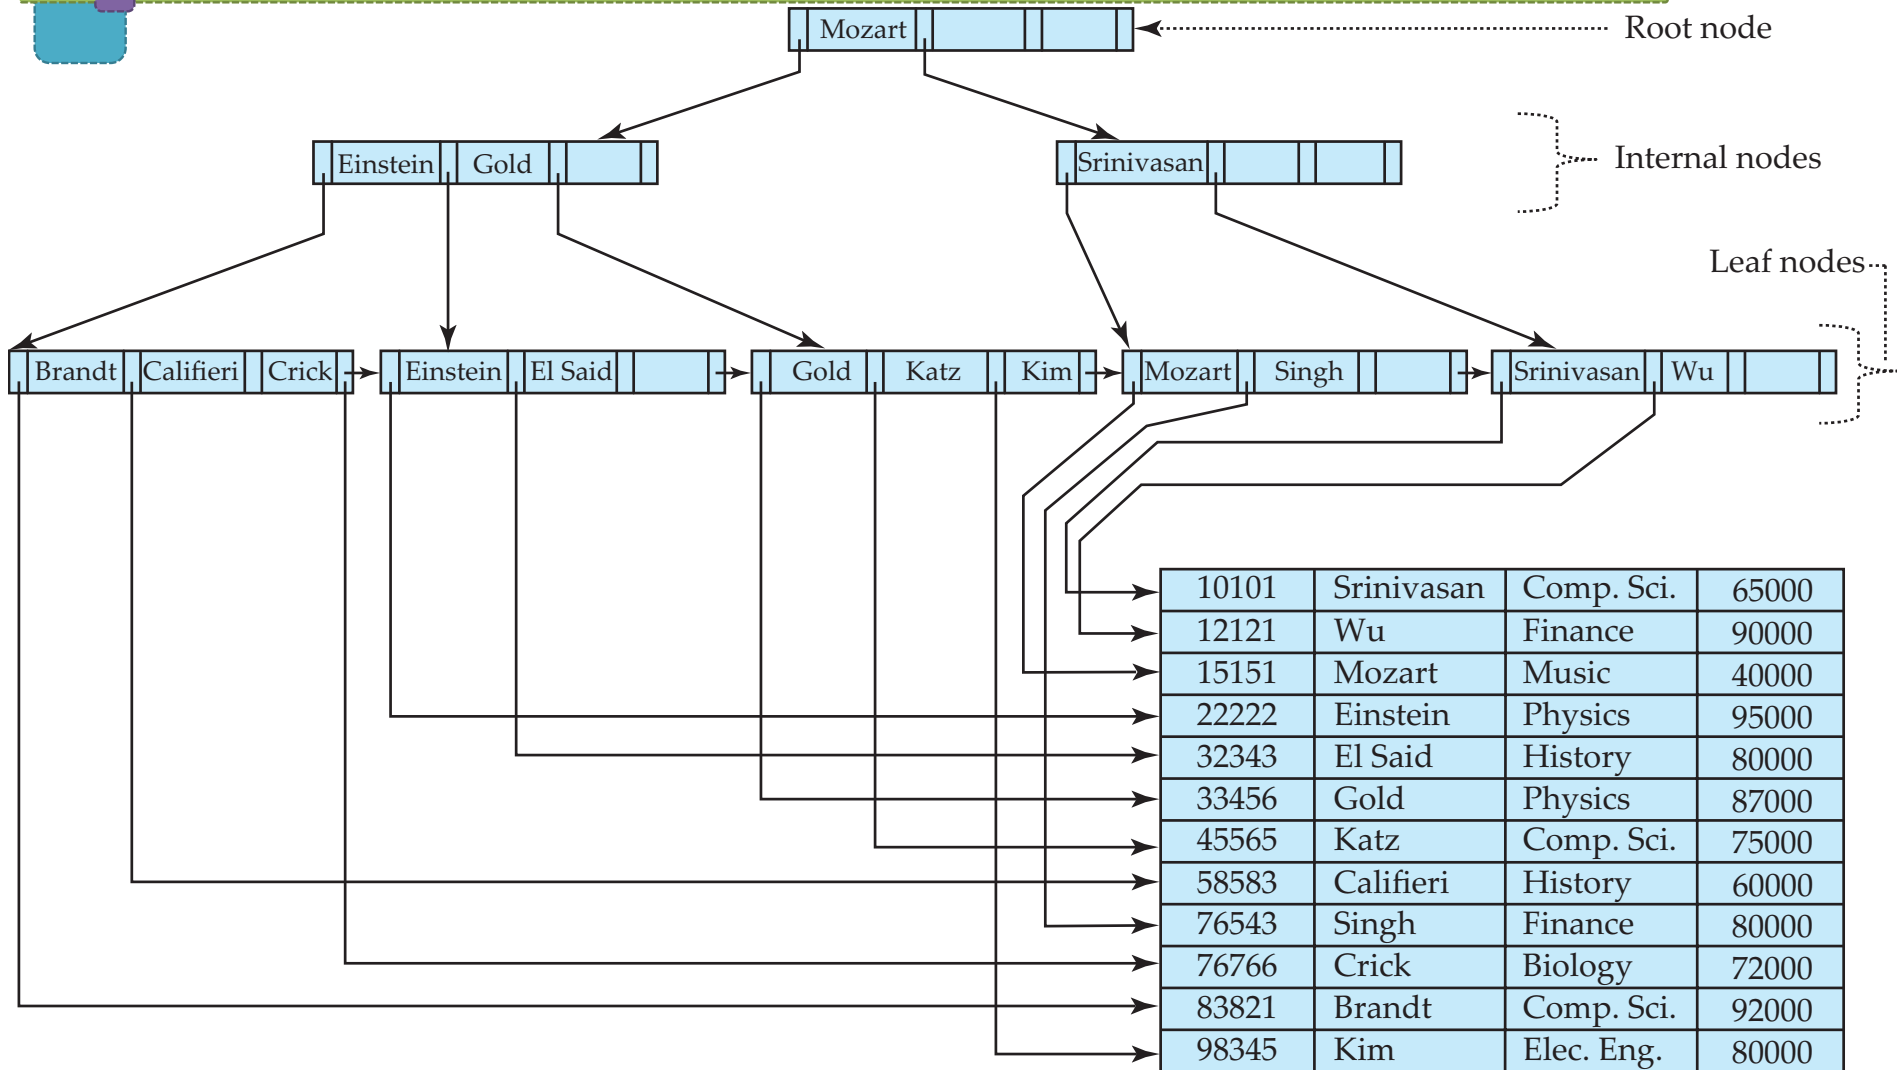 Mozart
Root node
Einstein Gold
Srinivasan
Internal nodes
Leaf nodes
Brandt Califieri Crick
Einstein El Said
Gold Katz Kim
Mozart Singh
Srinivasan Wu
10101 Srinivasan Comp. Sci. 65000
12121 Wu Finance 90000
15151 Mozart Music 40000
22222 Einstein Physics 95000
32343 El Said History 80000
33456 Gold Physics 87000
45565 Katz Comp. Sci. 75000
58583 Califieri History 60000
76543 Singh Finance 80000
76766 Crick Biology 72000
83821 Brandt Comp. Sci. 92000
98345 Kim Elec. Eng. 80000